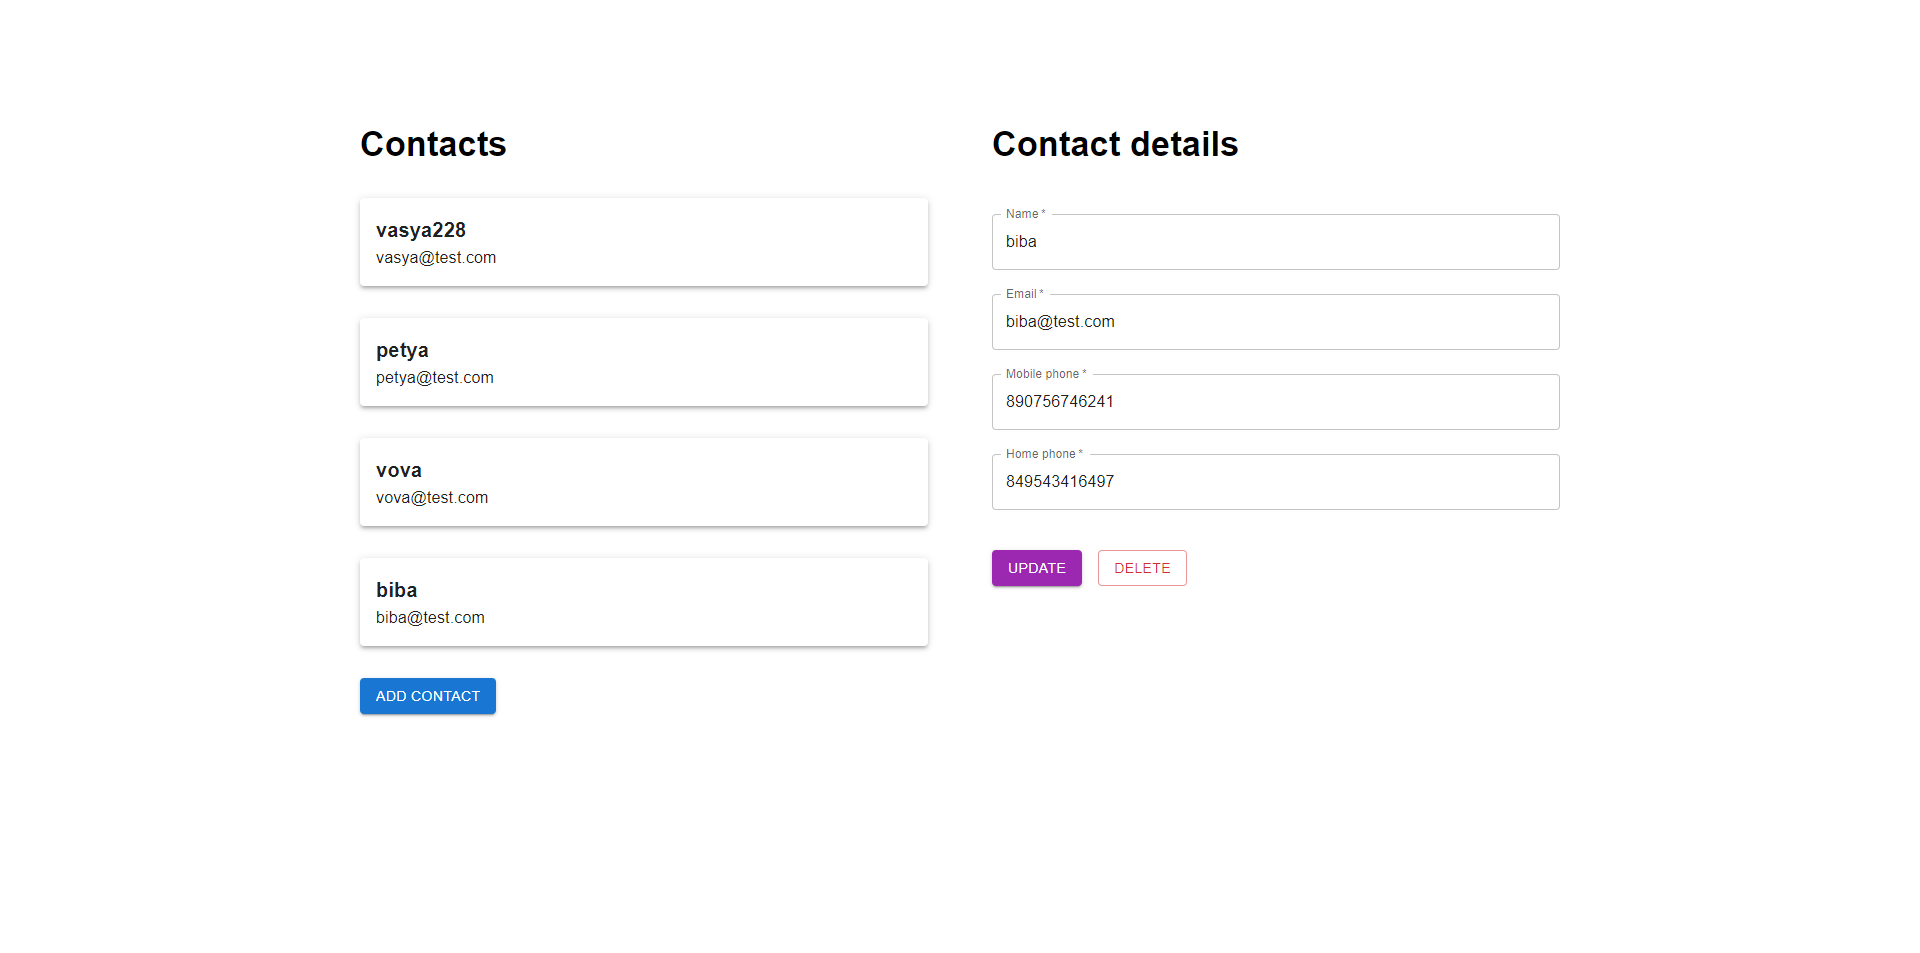 Contacts
vasya228
vasya@test.com
petya
petya@test.com
vova
vova@test.com
biba
biba@test.com
ADD CONTACT
Contact details
Name *
biba
Email *
biba@test.com
Mobile phone *
890756746241
Home phone *
849543416497
UPDATE DELETE